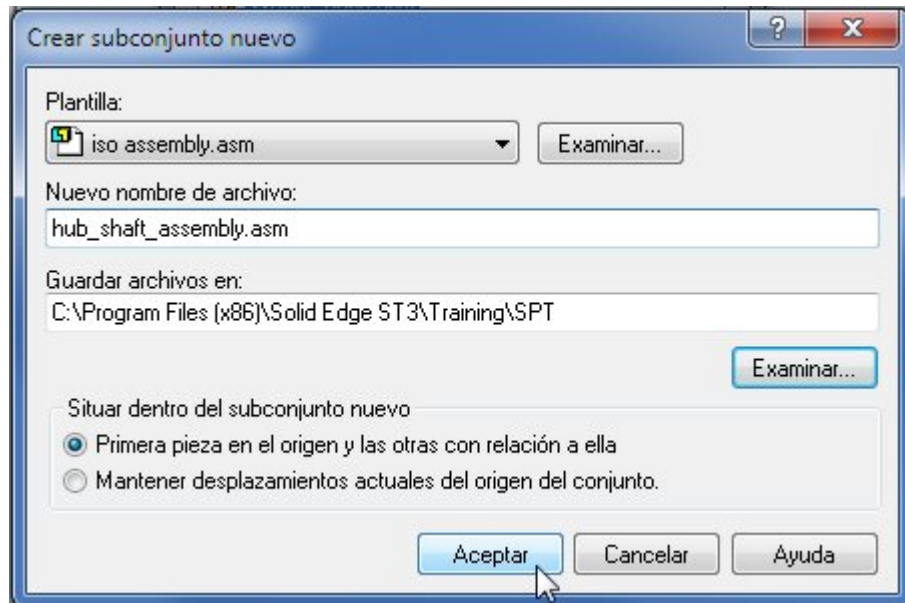 Crear subconjunto nuevo
Plantilla:
iso assembly.asm
Examinar...
Nuevo nombre de archivo:
hub_shaft_assembly.asm
Guardar archivos en:
C:\Program Files (x86)\Solid Edge ST3\Training\SPT
Examinar...
Situar dentro del subconjunto nuevo
Primera pieza en el origen y las otras con relación a ella
Mantener desplazamientos actuales del origen del conjunto.
Aceptar Cancelar Ayuda